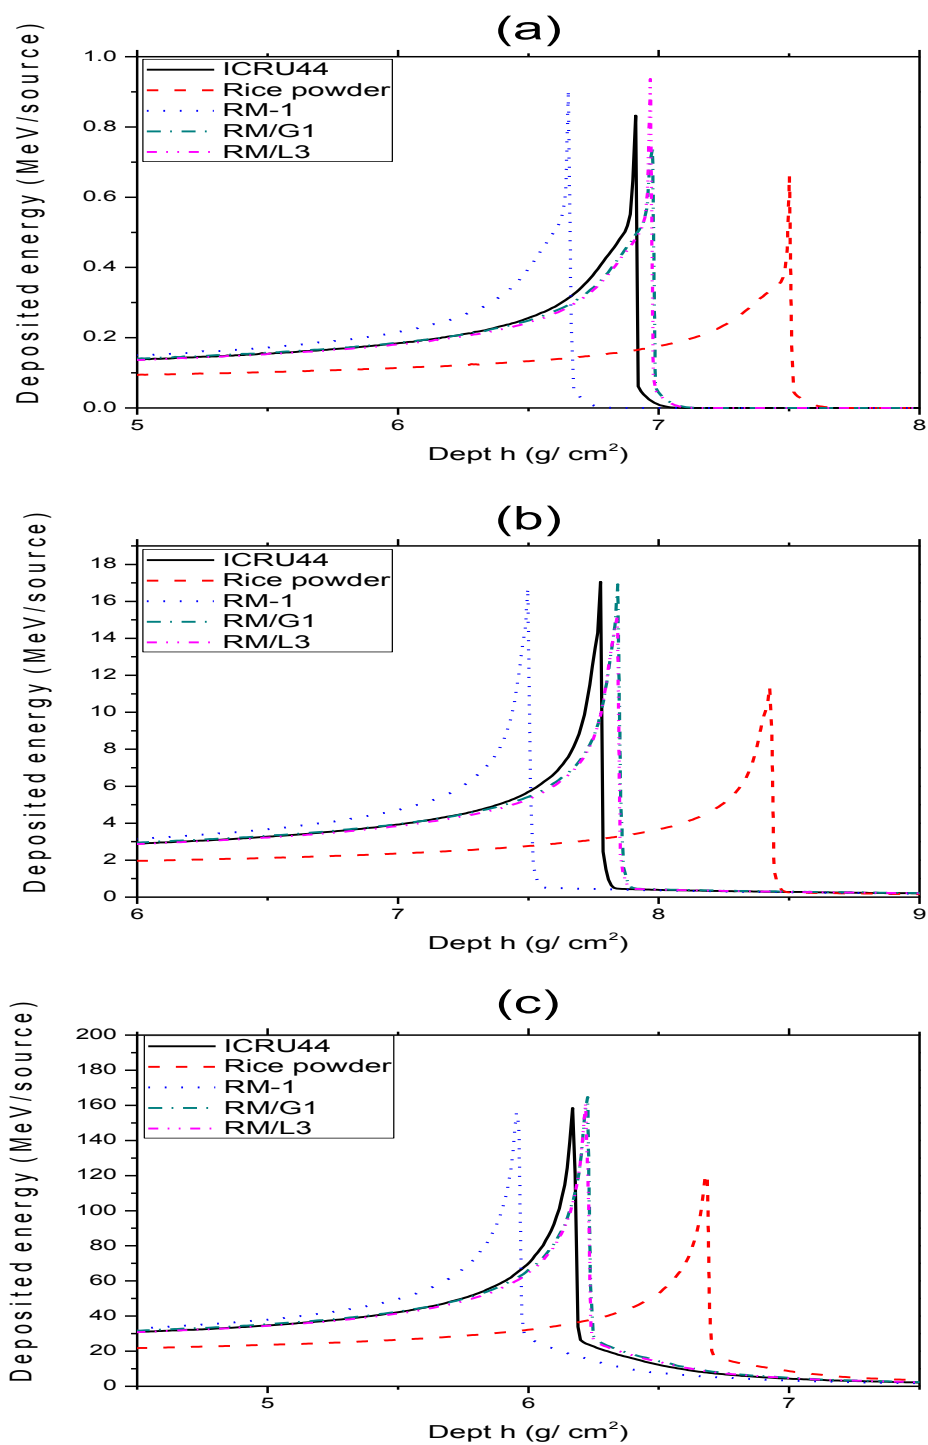 (a)
Deposited energy (MeV/source)
1.0
0.8
0.6
0.4
0.2
0.0
ICRU44
Rice powder
RM-1
RM/G1
RM/L3
5 6 7 8
Dept h (g/ cm²)
(b)
Deposited energy (MeV/source)
18
16
14
12
10
8
6
4
2
0
ICRU44
Rice powder
RM-1
RM/G1
RM/L3
6 7 8 9
Dept h (g/ cm²)
(c)
Deposited energy (MeV/source)
200
180
160
140
120
100
80
60
40
20
0
ICRU44
Rice powder
RM-1
RM/G1
RM/L3
5 6 7
Dept h (g/ cm²)